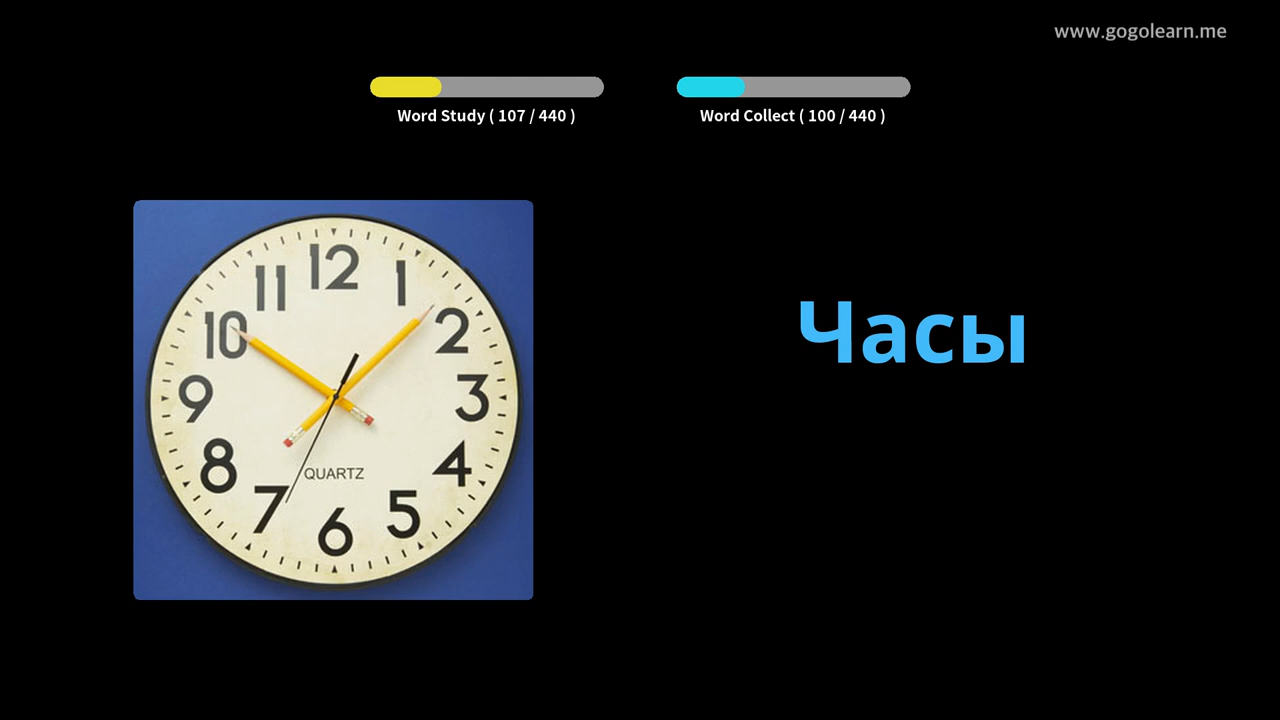 www.gogolearn.me
Word Study ( 107 / 440 )
Word Collect ( 100 / 440 )
12
11
1
10
2
9
3
8
4
7
5
6
QUARTZ
Часы